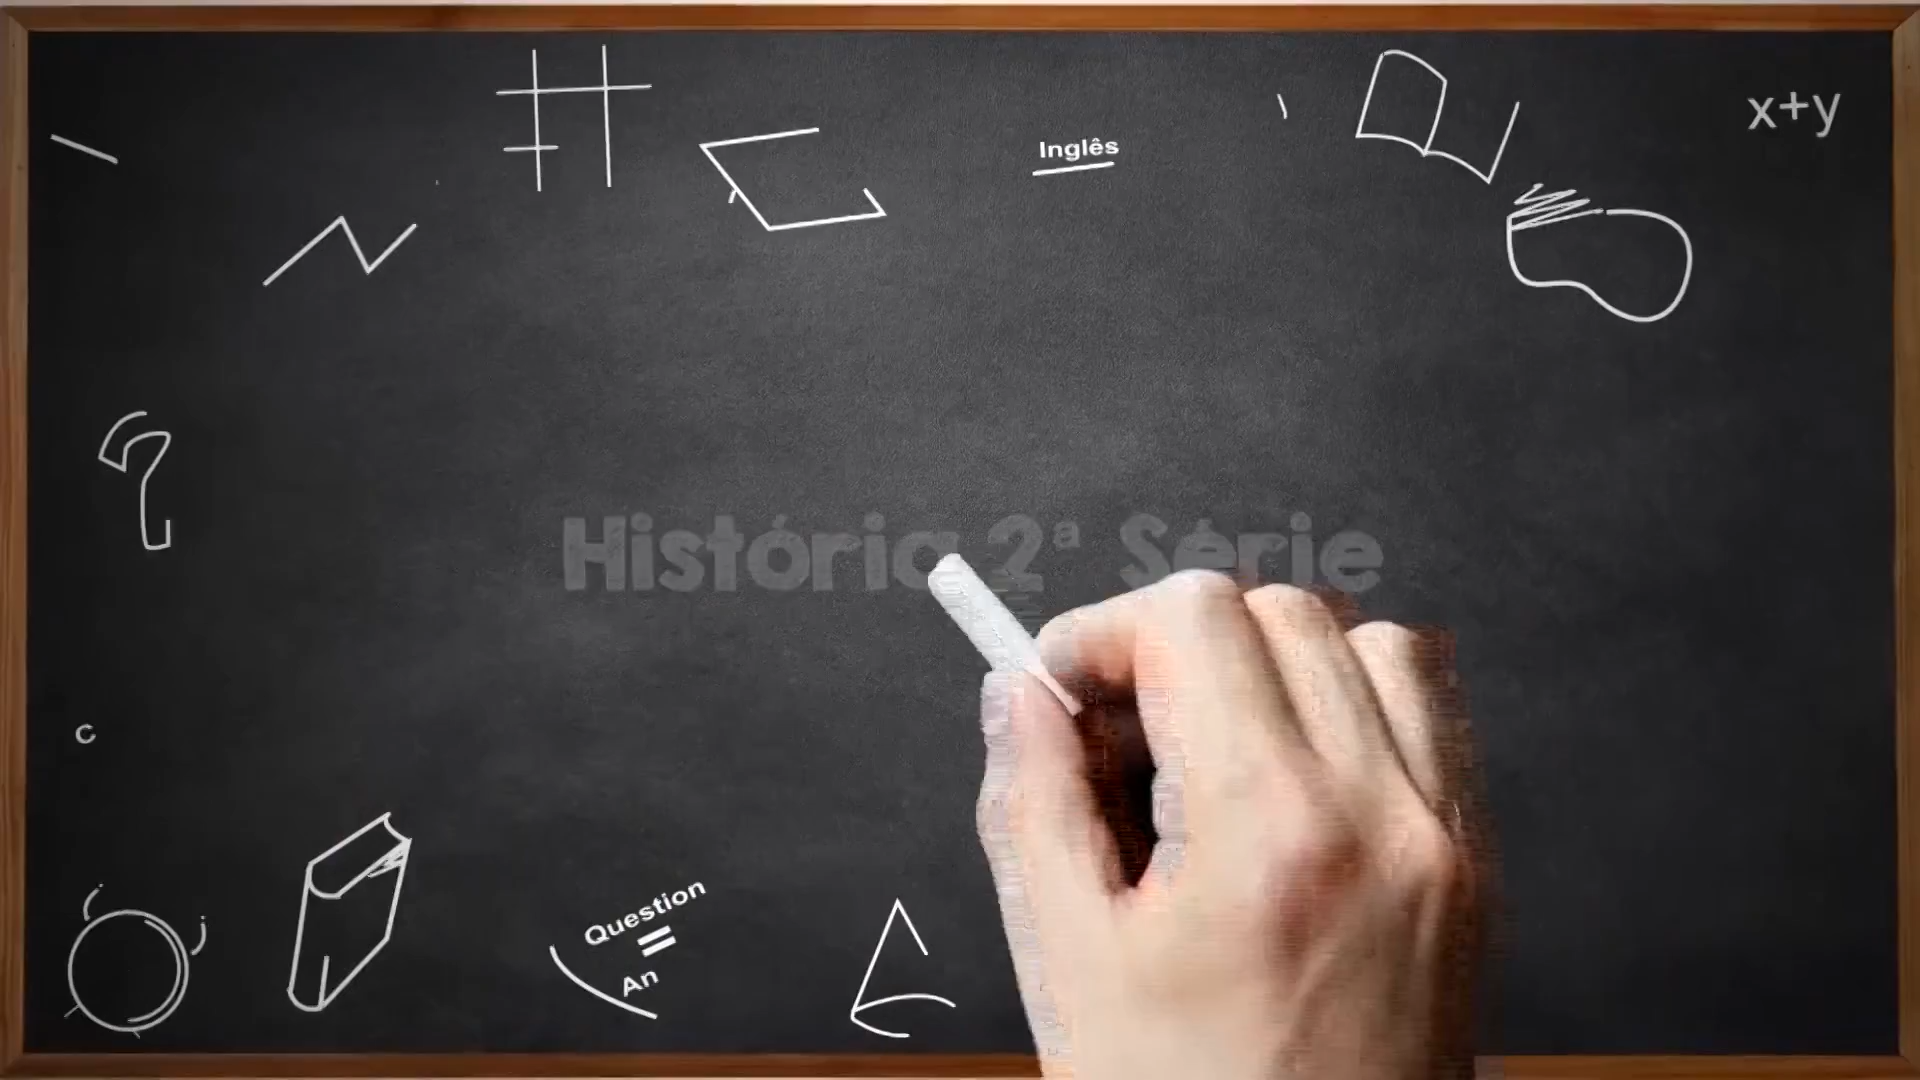 x+y
Inglês
História 2ª Série
c
Question
=
An